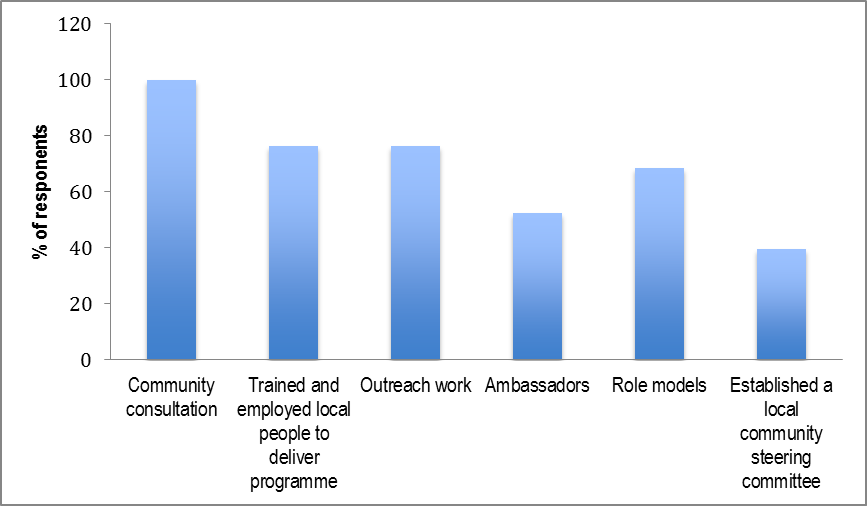 120
100
80
60
40
20
0
% of responents
Community
consultation
Trained and
employed local
people to
deliver
programme
Outreach work
Ambassadors
Role models
Established a
local
community
steering
committee